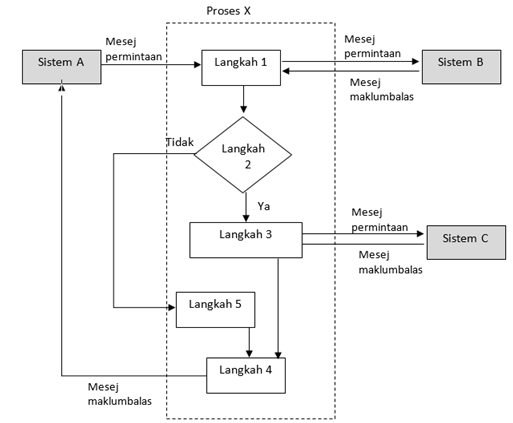 Proses X
Sistem A
Mesej
permintaan
Langkah 1
Mesej
permintaan
Mesej
maklumbalas
Sistem B
Tidak
Langkah
2
Ya
Langkah 3
Mesej
permintaan
Mesej
maklumbalas
Sistem C
Langkah 5
Langkah 4
Mesej
maklumbalas